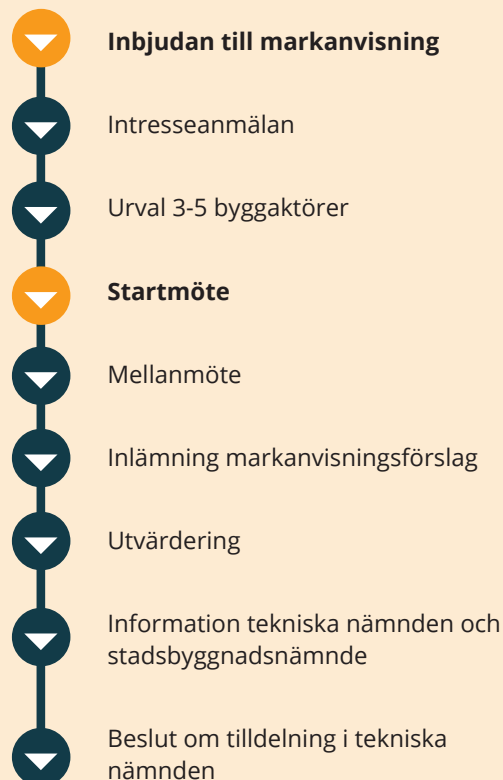 Inbjudan till markanvisning
Intresseanmälan
Urval 3-5 byggaktörer
Startmöte
Mellanmöte
Inlämning markanvisningsförslag
Utvärdering
Information tekniska nämnden och
stadsbyggnadsnämnde
Beslut om tilldelning i tekniska
nämnden